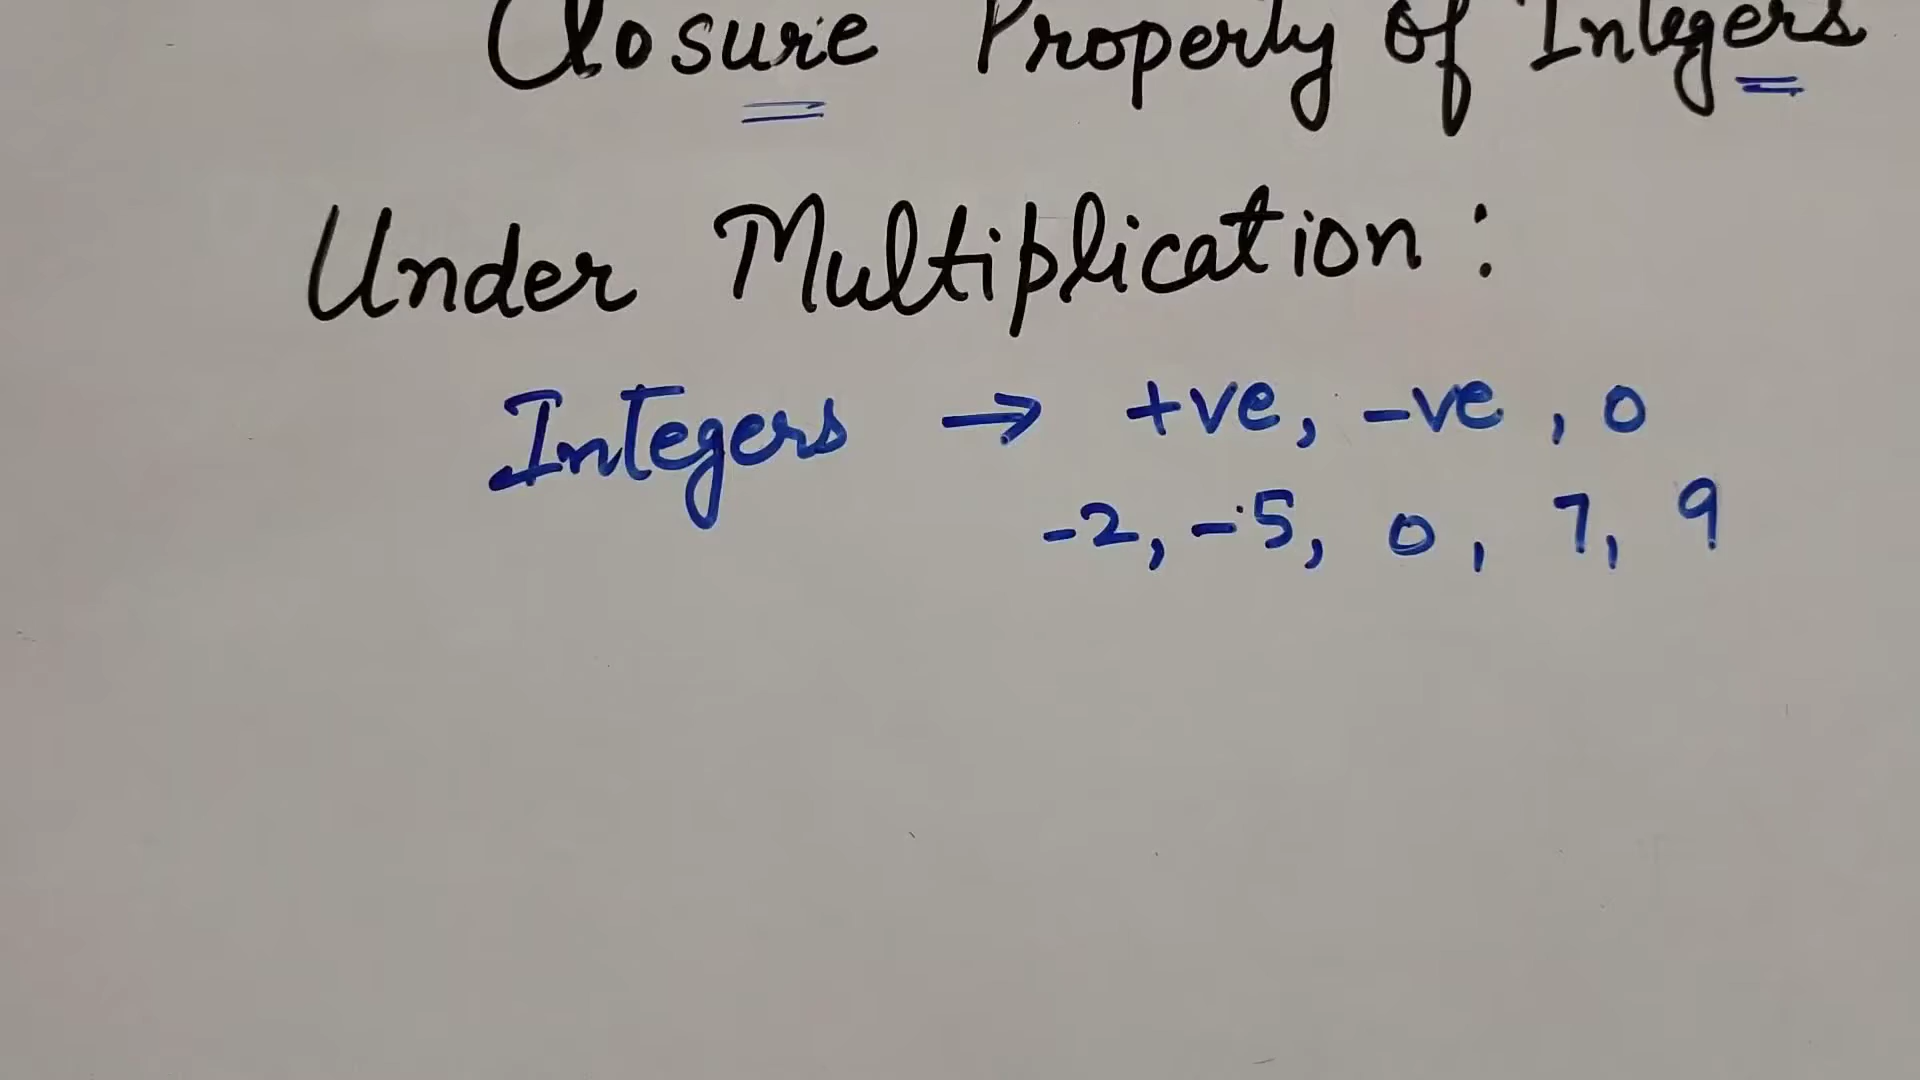 Closure Property of Integers
Under Multiplication :
Integers → +ve, -ve , 0
-2, -5, 0, 7, 9